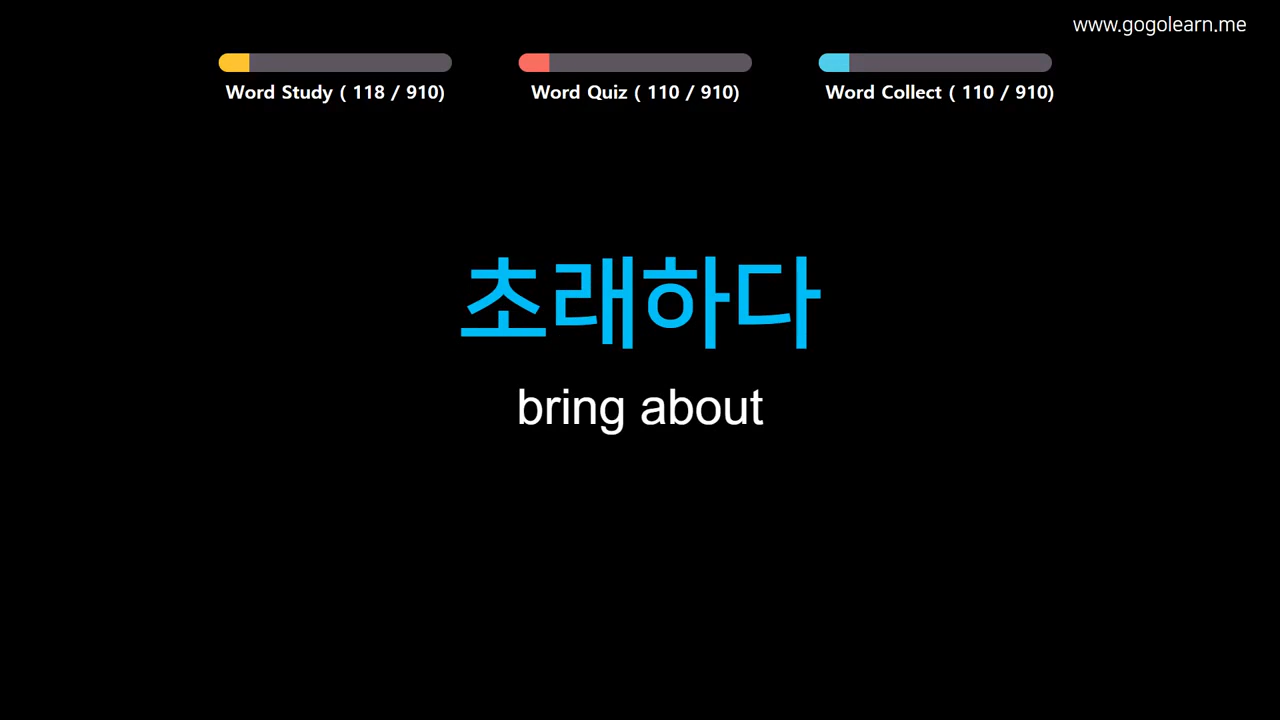 www.gogolearn.me
Word Study ( 118 / 910)
Word Quiz ( 110 / 910)
Word Collect ( 110 / 910)
초래하다
bring about